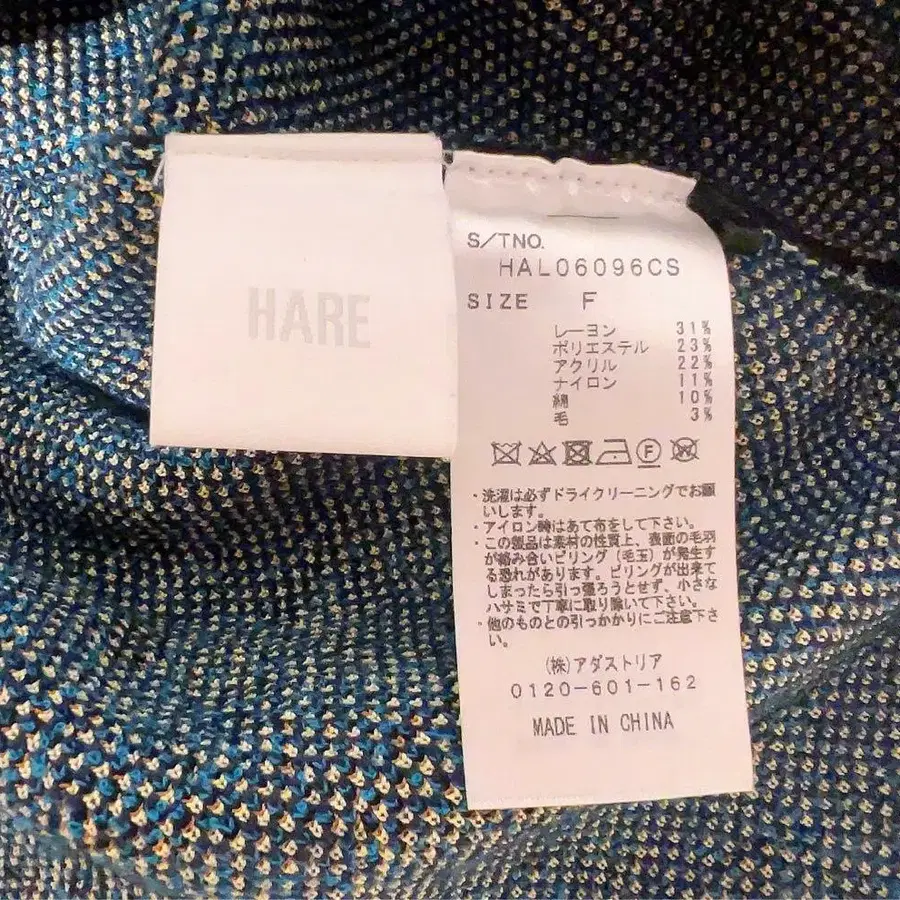 HARE
S/TNO.
HAL06096CS
SIZE F
レーヨン 31%
ポリエステル 23%
アクリル 22%
ナイロン 11%
綿 10%
毛 3%
F W
・洗濯は必ずドライクリーニングでお願
いします。
・アイロン時はあて布をして下さい。
・この製品は素材の性質上、表面の毛羽
が絡み合いピリング(毛玉)が発生す
る恐れがあります。ピリングが出来て
しまったら引っ張ろうとせず、小さな
ハサミで丁寧に取り除いて下さい。
・他のものとの引っかかりにご注意下さ
い。
(株)アダストリア
0120-601-162
MADE IN CHINA